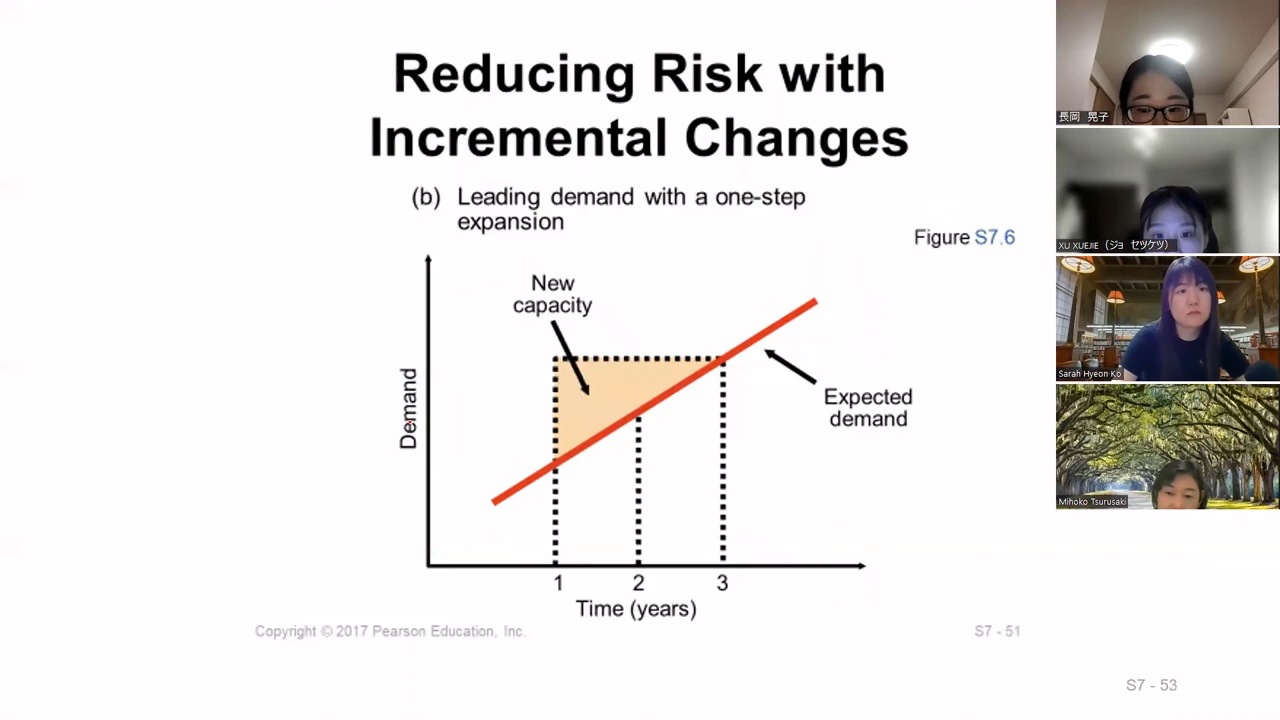 Reducing Risk with
Incremental Changes
(b) Leading demand with a one-step
expansion
Figure S7.6
New
capacity
Demand
Expected
demand
1 2 3
Time (years)
Copyright © 2017 Pearson Education, Inc.
S7 - 51
S7 - 53
長岡 晃子
XU XUEJIE（ジョ セツケツ）
Sarah Hyeon Ko
Mihoko Tsurusaki